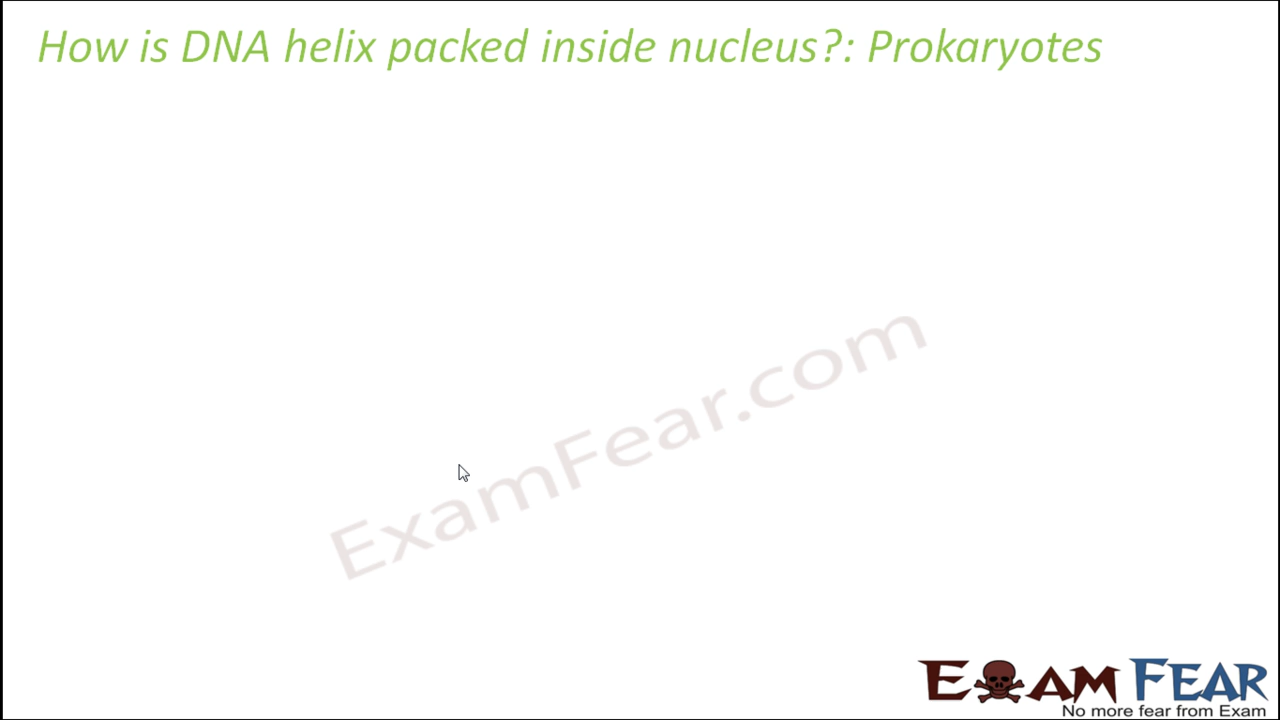 How is DNA helix packed inside nucleus?: Prokaryotes
ExamFear.com
EXAM FEAR
No more fear from Exam